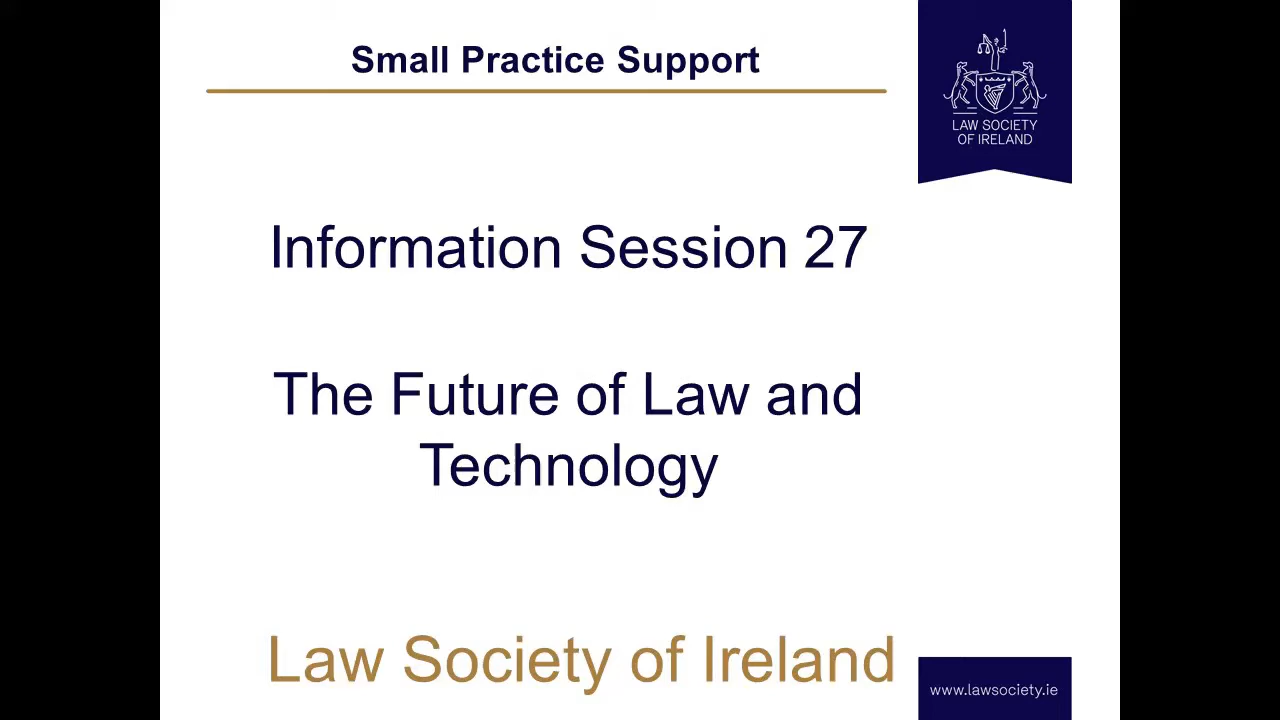 Small Practice Support
LAW SOCIETY
OF IRELAND
Information Session 27
The Future of Law and
Technology
Law Society of Ireland
www.lawsociety.ie